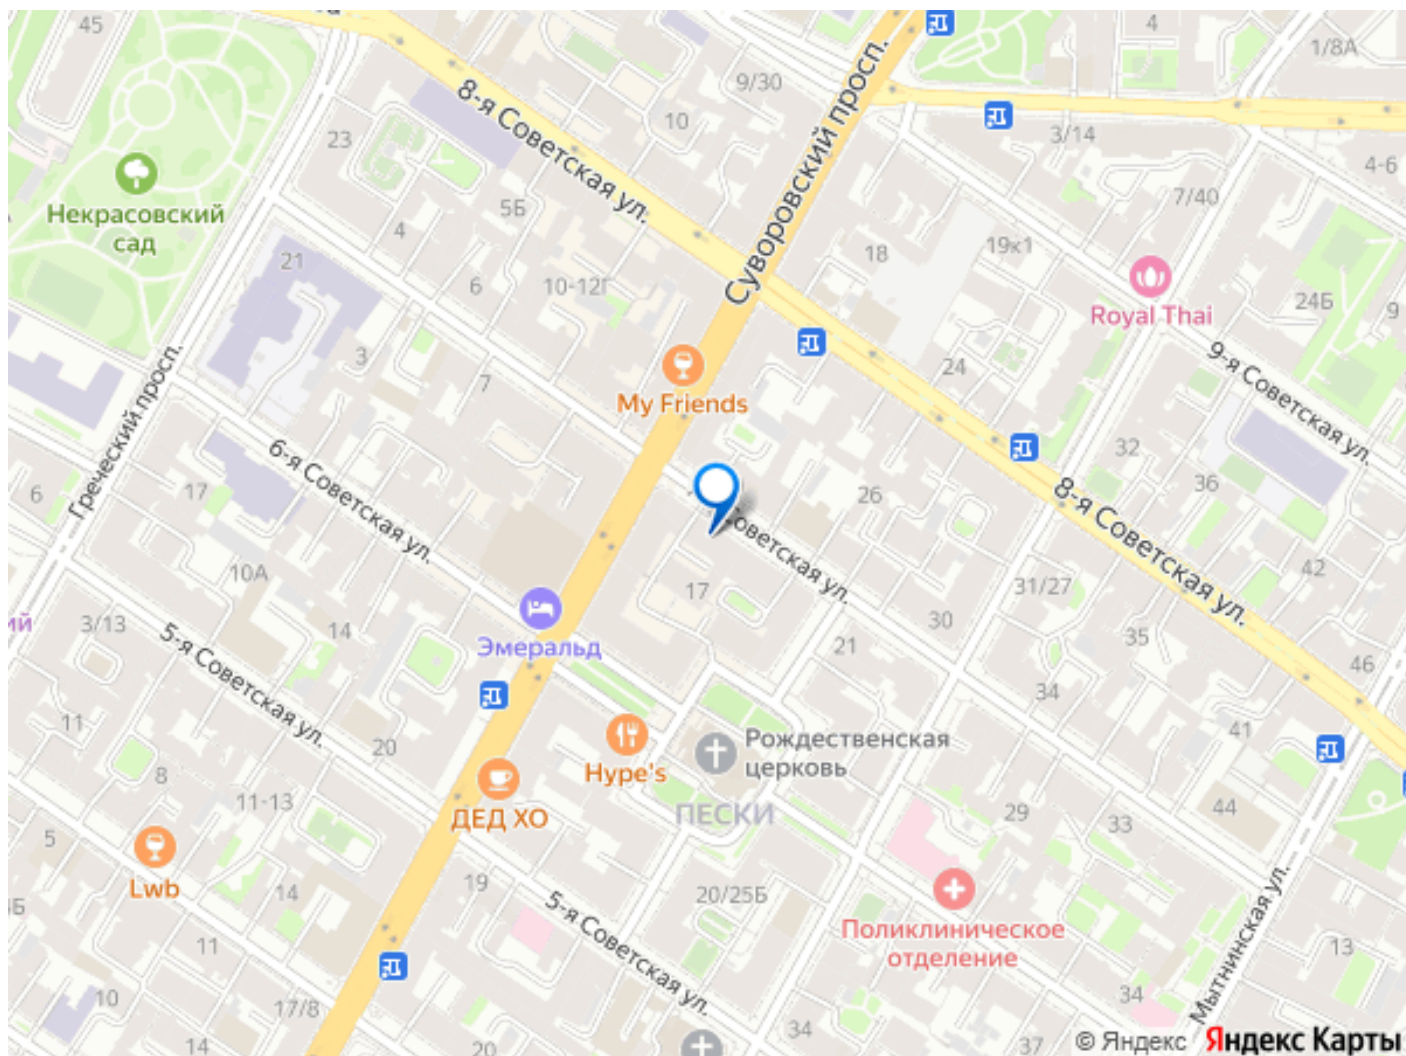 45
4
1/8А
Суворовский просп.
9/30
10
8-я Советская ул.
3/14
23
4-6
7/40
Некрасовский
сад
5Б
4
18
19к1
21
6
10-12Г
24Б
9
Royal Thai
3
7
24
My Friends
9-я Советская ул.
Греческий просп.
6-я Советская ул.
32
6
17
26
36
8-я Советская ул.
Советская ул.
10А
17
31/27
42
ий
3/13
14
30
Эмеральд
5-я Советская ул.
21
35
46
34
11
20
41
Рождественская
церковь
Hype's
8
11-13
ДЕД ХО
ПЕСКИ
29
44
33
5
Lwb
14
19
20/25Б
5Б
5-я Советская ул.
Поликлиническое
отделение
11
Мытнинская ул.
13
10
17/8
34
34
14
20
37
© Яндекс Яндекс Карты